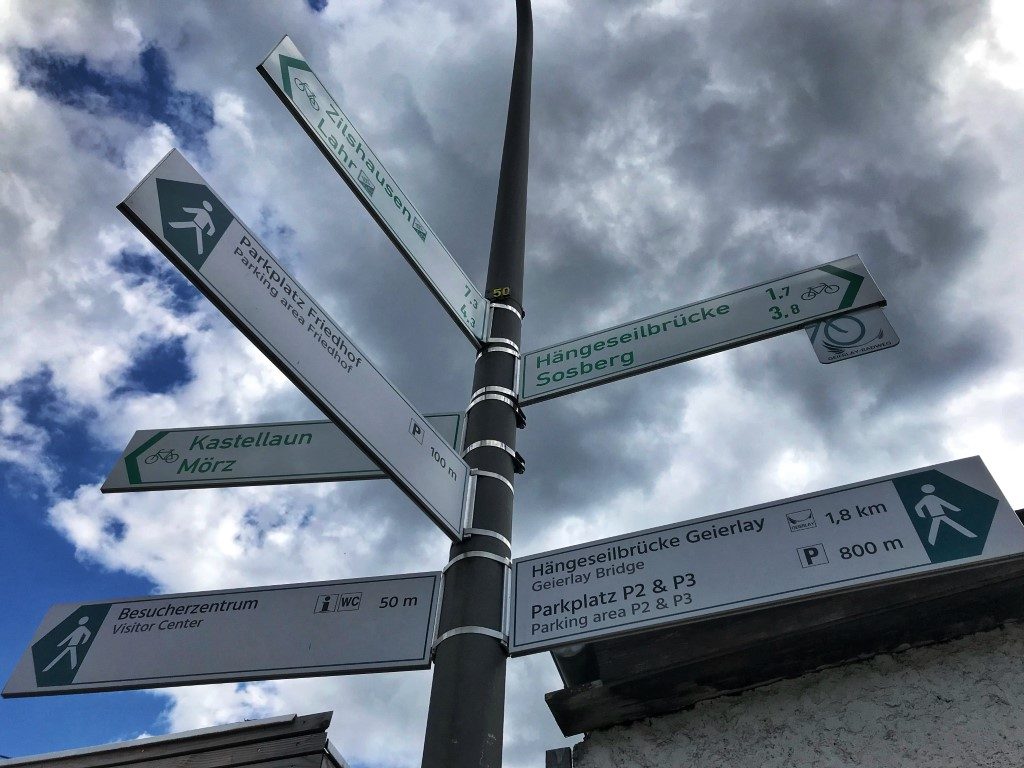 Zilshausen 7.3
Lahr 4.3
50
Parkplatz Friedhof
Parking area Friedhof
P 100 m
Hängeseilbrücke 1.7
Sosberg 3.8
GEIERLAY-RADWEG
Kastellaun
Mörz
Hängeseilbrücke Geierlay 1,8 km
Geierlay Bridge
Parkplatz P2 & P3 P 800 m
Parking area P2 & P3
Besucherzentrum i WC 50 m
Visitor Center